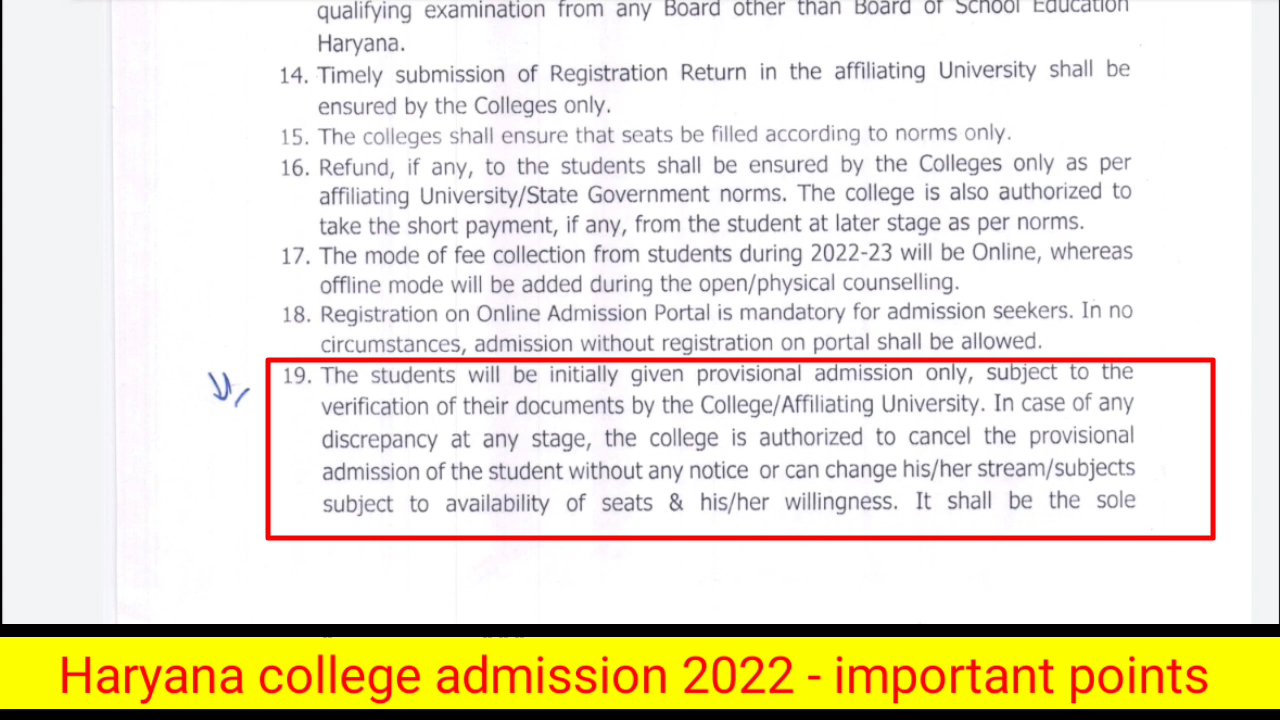 qualifying examination from any Board other than Board of School Education
Haryana.
14. Timely submission of Registration Return in the affiliating University shall be
ensured by the Colleges only.
15. The colleges shall ensure that seats be filled according to norms only.
16. Refund, if any, to the students shall be ensured by the Colleges only as per
affiliating University/State Government norms. The college is also authorized to
take the short payment, if any, from the student at later stage as per norms.
17. The mode of fee collection from students during 2022-23 will be Online, whereas
offline mode will be added during the open/physical counselling.
18. Registration on Online Admission Portal is mandatory for admission seekers. In no
circumstances, admission without registration on portal shall be allowed.
19. The students will be initially given provisional admission only, subject to the
verification of their documents by the College/Affiliating University. In case of any
discrepancy at any stage, the college is authorized to cancel the provisional
admission of the student without any notice or can change his/her stream/subjects
subject to availability of seats & his/her willingness. It shall be the sole
Haryana college admission 2022 - important points